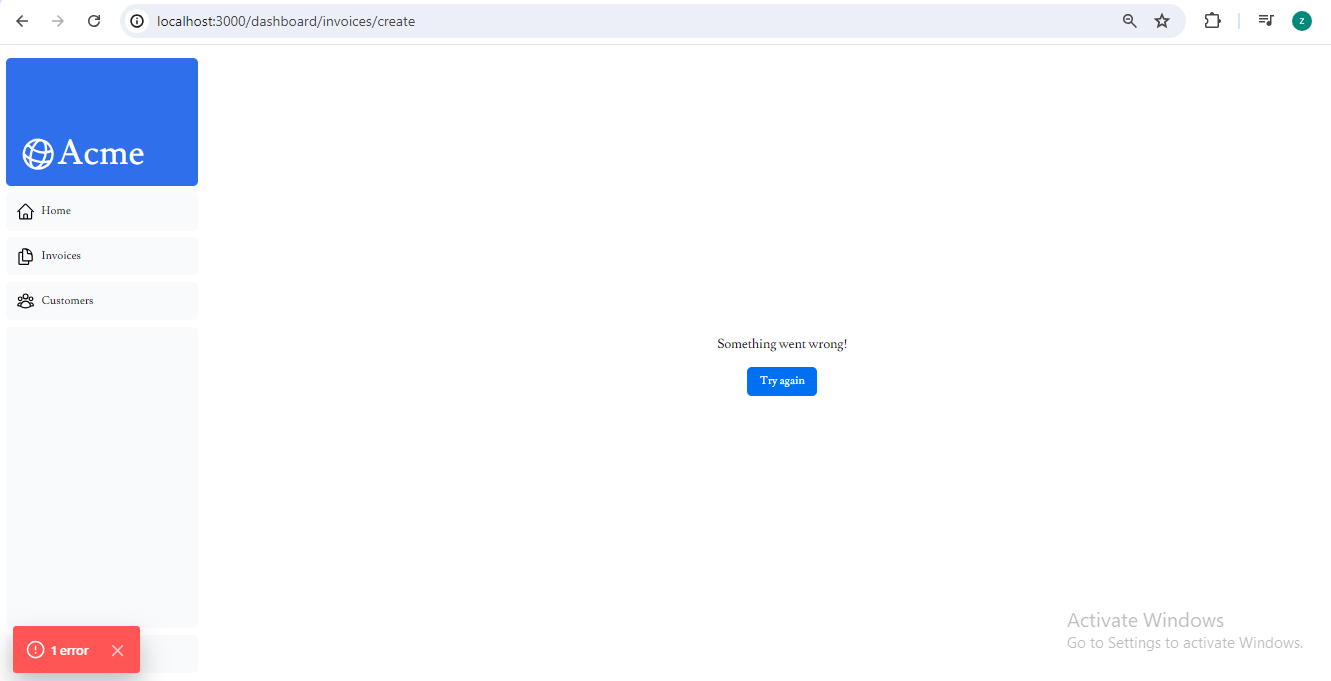 localhost:3000/dashboard/invoices/create
z
Acme
Home
Invoices
Customers
Something went wrong!
Try again
1 error
Activate Windows
Go to Settings to activate Windows.